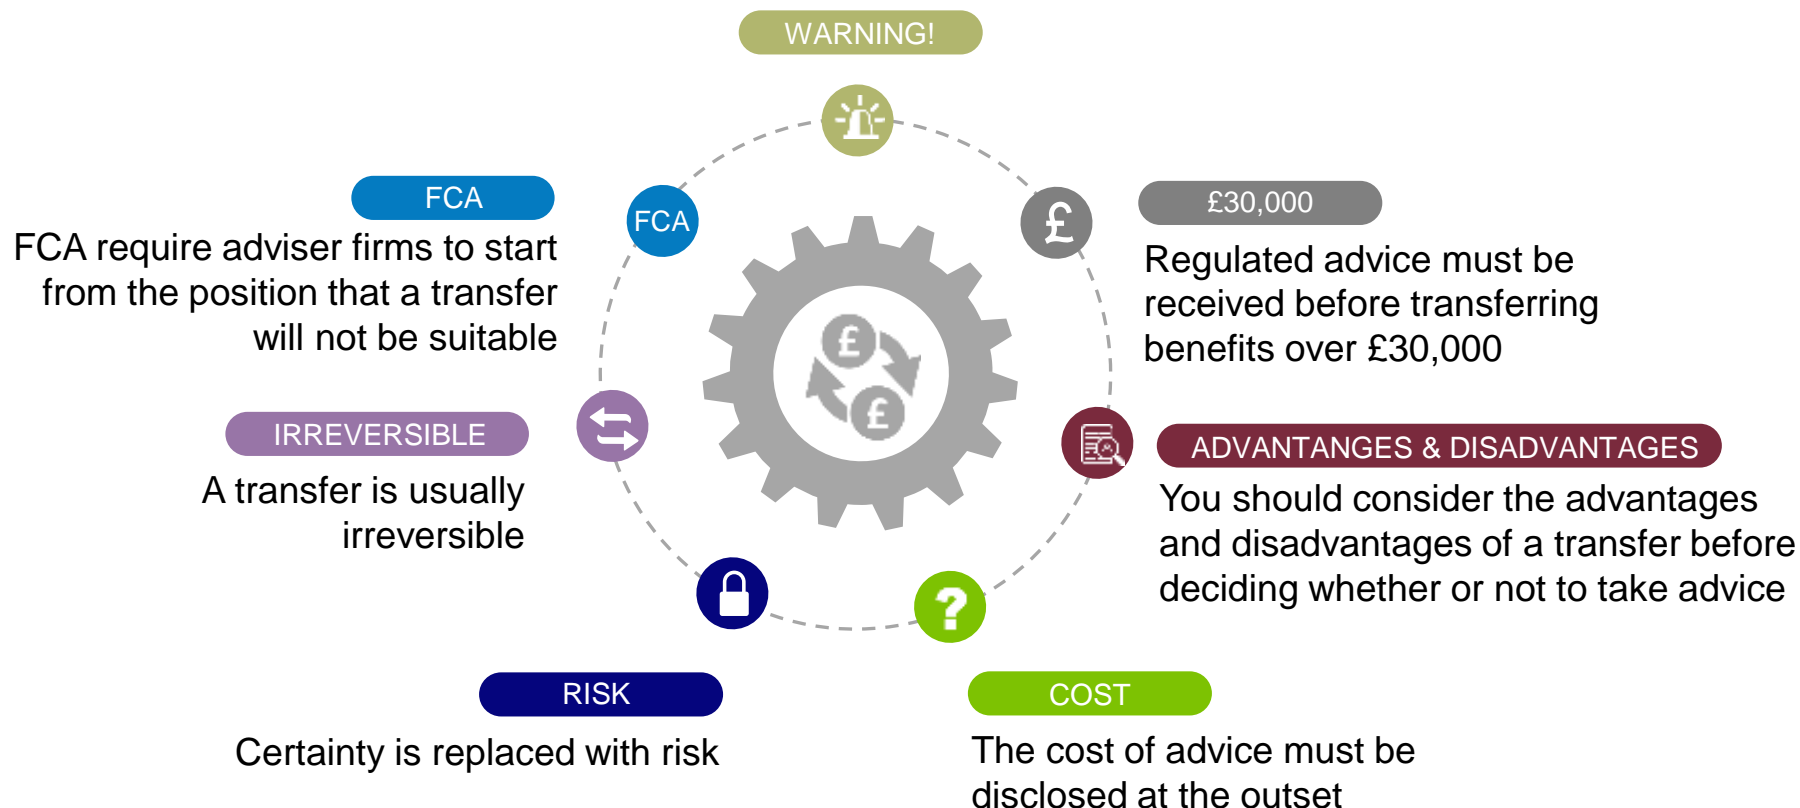 WARNING!
FCA
FCA
FCA require adviser firms to start
from the position that a transfer
will not be suitable
£
£30,000
Regulated advice must be
received before transferring
benefits over £30,000
£
£
IRREVERSIBLE
A transfer is usually
irreversible
ADVANTANGES & DISADVANTAGES
You should consider the advantages
and disadvantages of a transfer before
deciding whether or not to take advice
?
RISK
Certainty is replaced with risk
COST
The cost of advice must be
disclosed at the outset